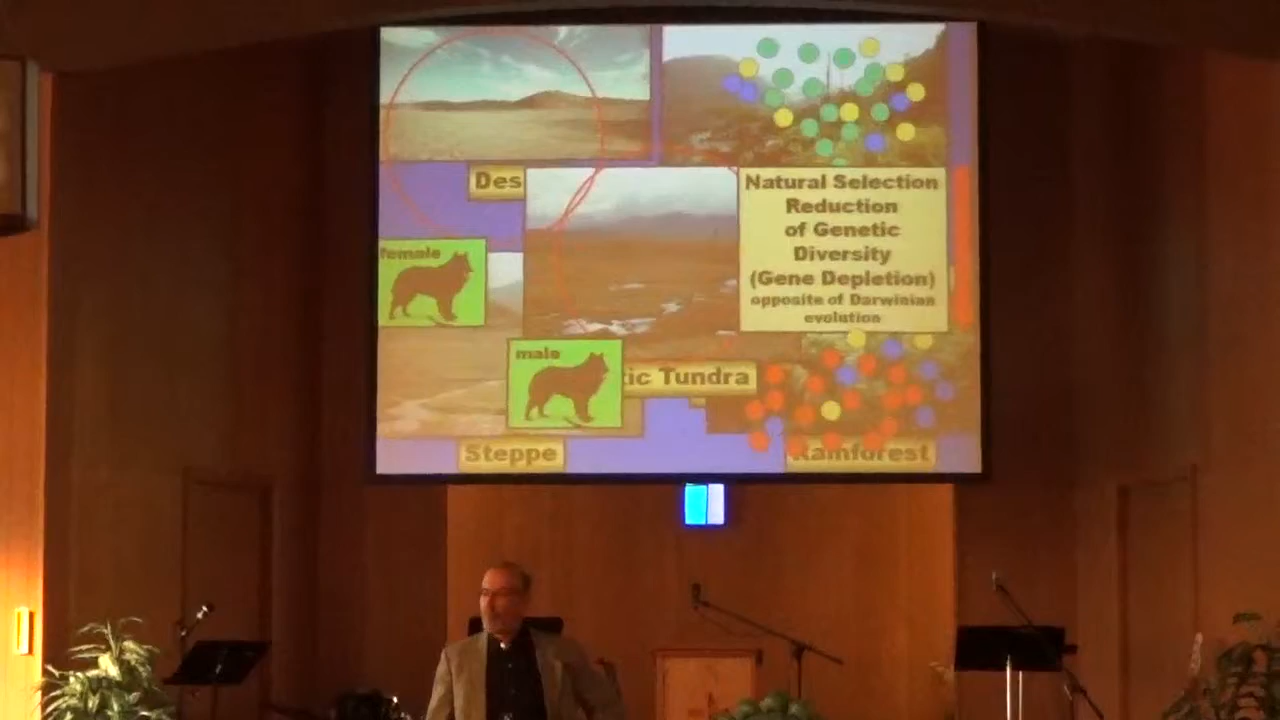 Des
Natural Selection
Reduction
of Genetic
Diversity
(Gene Depletion)
opposite of Darwinian
evolution
female
male
tic Tundra
Steppe
Rainforest